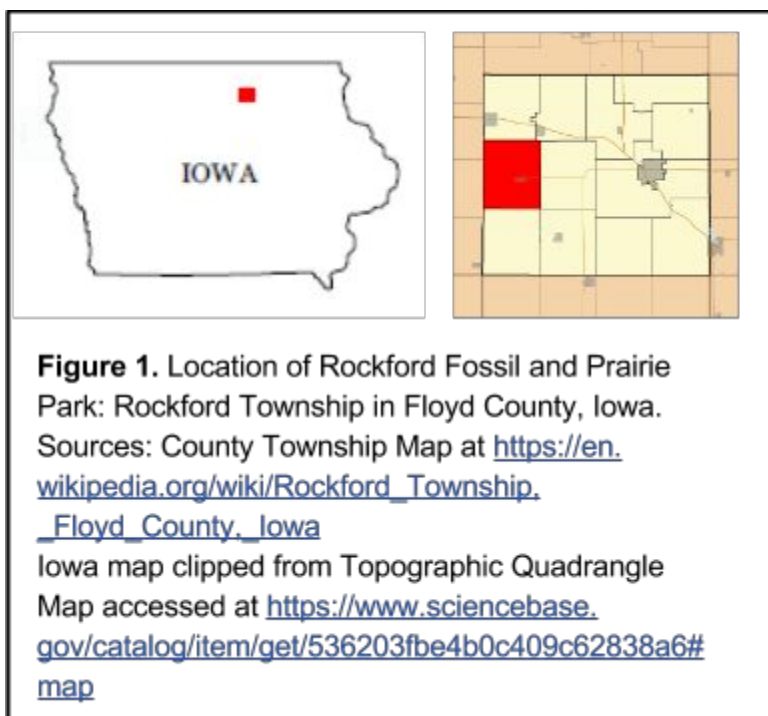 IOWA
Figure 1. Location of Rockford Fossil and Prairie
Park: Rockford Township in Floyd County, Iowa.
Sources: County Township Map at https://en.
wikipedia.org/wiki/Rockford_Township,
_Floyd_County,_Iowa
Iowa map clipped from Topographic Quadrangle
Map accessed at https://www.sciencebase.
gov/catalog/item/get/536203fbe4b0c409c62838a6#
map